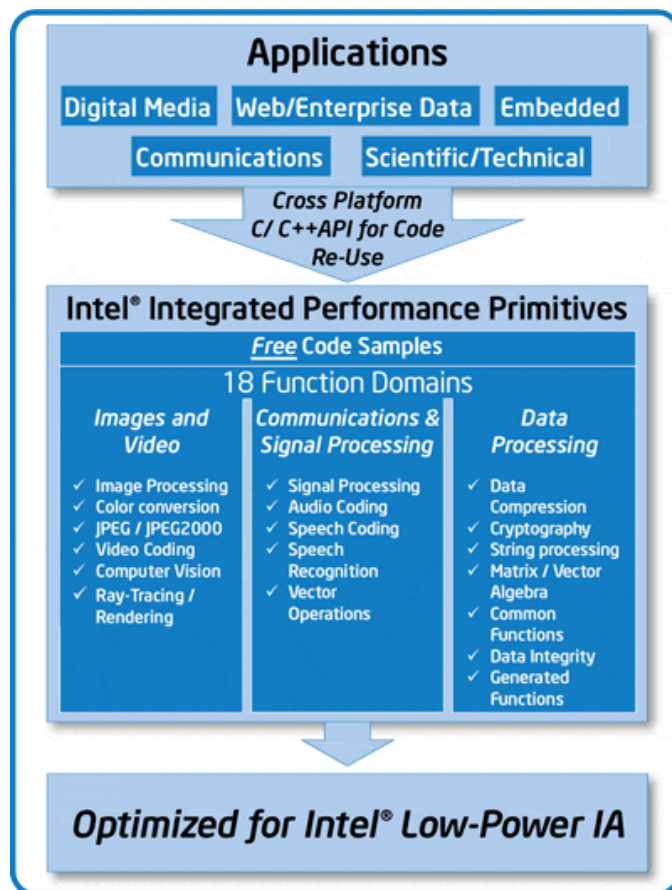 Applications
Digital Media
Web/Enterprise Data
Embedded
Communications
Scientific/Technical
Cross Platform
C/ C++API for Code
Re-Use
Intel® Integrated Performance Primitives
Free Code Samples
18 Function Domains
Images and
Video
✓ Image Processing
✓ Color conversion
✓ JPEG / JPEG2000
✓ Video Coding
✓ Computer Vision
✓ Ray-Tracing /
Rendering
Communications &
Signal Processing
✓ Signal Processing
✓ Audio Coding
✓ Speech Coding
✓ Speech
Recognition
✓ Vector
Operations
Data
Processing
✓ Data
Compression
✓ Cryptography
✓ String processing
✓ Matrix / Vector
Algebra
✓ Common
Functions
✓ Data Integrity
✓ Generated
Functions
Optimized for Intel® Low-Power IA